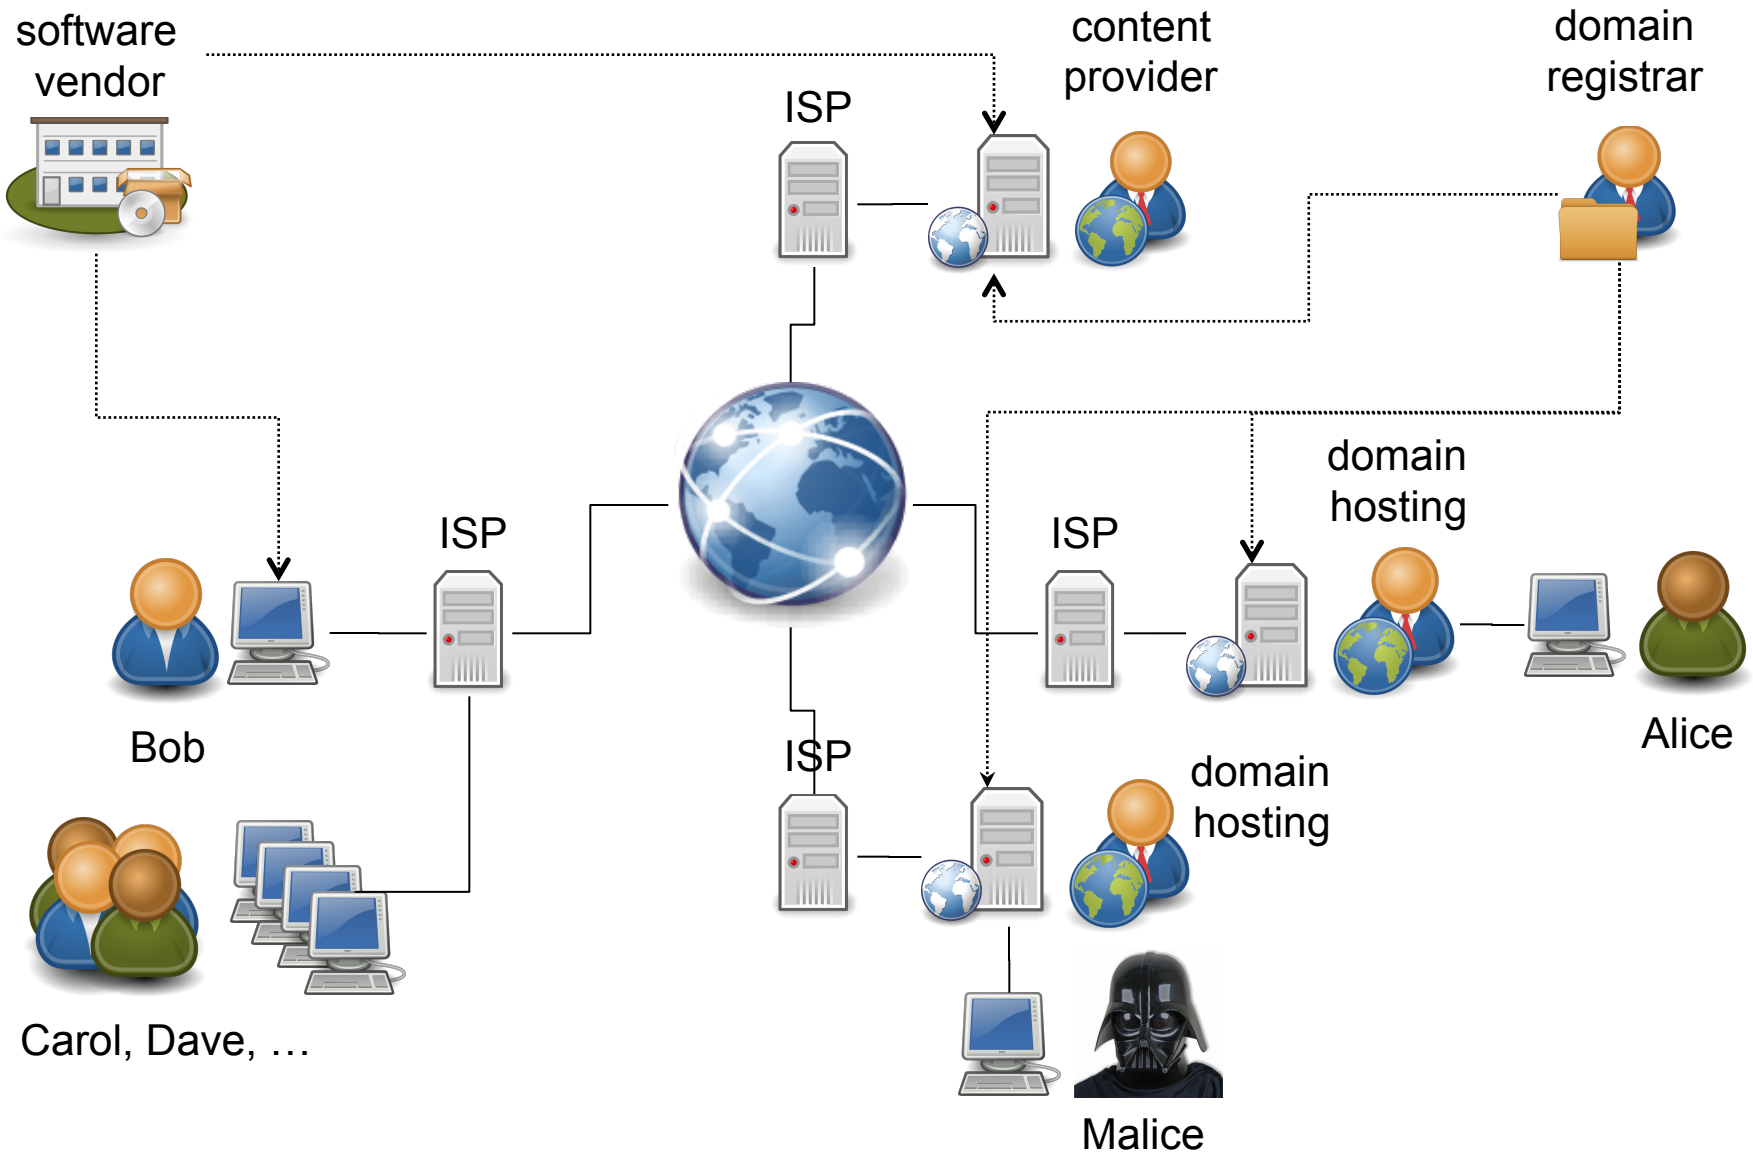 software
vendor
content
provider
domain
registrar
ISP
domain
hosting
ISP
ISP
Bob
Alice
ISP
domain
hosting
Carol, Dave, …
Malice